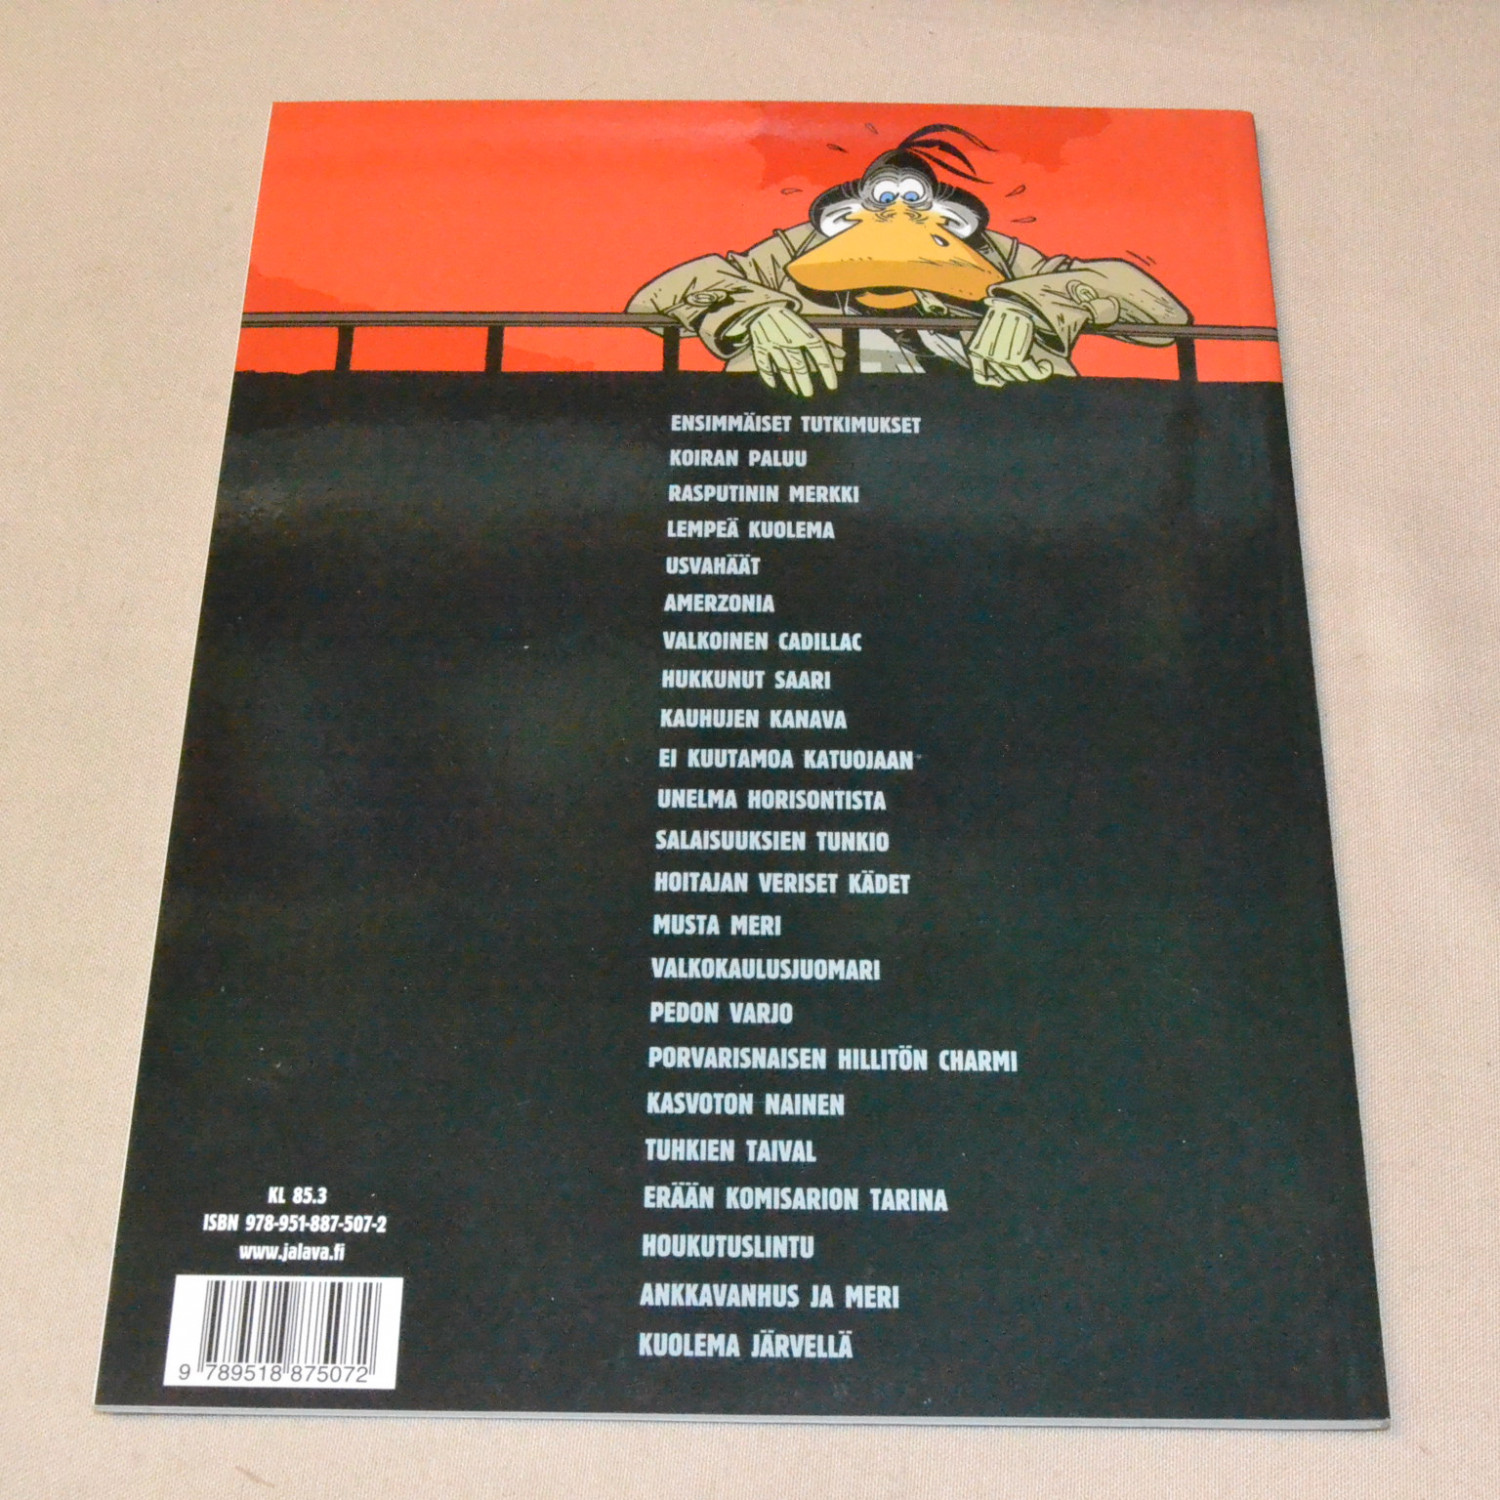 ENSIMMÄISET TUTKIMUKSET
KOIRAN PALUU
RASPUTININ MERKKI
LEMPEÄ KUOLEMA
USVAHÄÄT
AMERZONIA
VALKOINEN CADILLAC
HUKKUNUT SAARI
KAUHUJEN KANAVA
EI KUUTAMOA KATUOJAAN
UNELMA HORISONTISTA
SALAISUUKSIEN TUNKIO
HOITAJAN VERISET KÄDET
MUSTA MERI
VALKOKAULUSJUOMARI
PEDON VARJO
PORVARISNAISEN HILLITÖN CHARMI
KASVOTON NAINEN
TUHKIEN TAIVAL
ERÄÄN KOMISARION TARINA
HOUKUTUSLINTU
ANKKAVANHUS JA MERI
KUOLEMA JÄRVELLÄ
KL 85.3
ISBN 978-951-887-507-2
www.jalava.fi
9 789518 875072